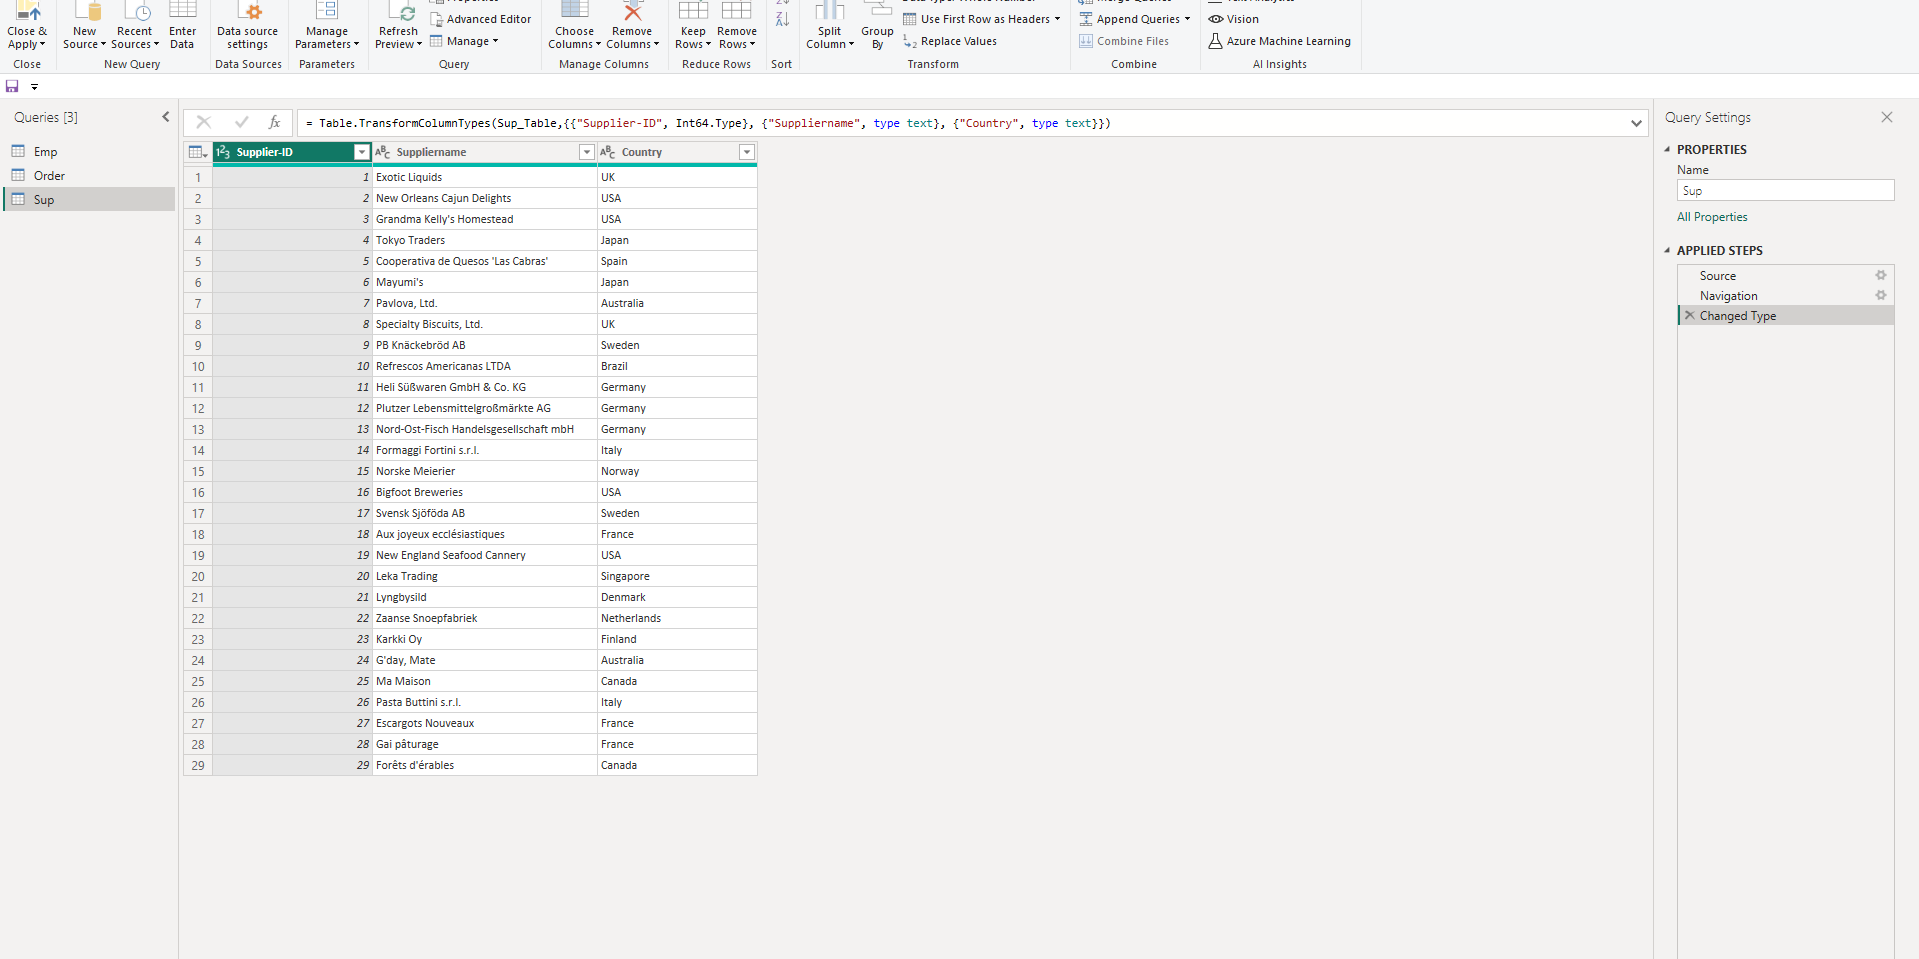 Advanced Editor
Use First Row as Headers
Append Queries
Vision
Close & Apply
New Source
Recent Sources
Enter Data
Data source settings
Manage Parameters
Refresh Preview
Manage
Choose Columns
Remove Columns
Keep Rows
Remove Rows
Split Column
Group By
Replace Values
Combine Files
Azure Machine Learning
Close
New Query
Data Sources
Parameters
Query
Manage Columns
Reduce Rows
Sort
Transform
Combine
AI Insights
Queries [3]
Emp
Order
Sup
fx
= Table.TransformColumnTypes(Sup_Table,{{"Supplier-ID", Int64.Type}, {"Suppliername", type text}, {"Country", type text}})
Supplier-ID Suppliername Country
1 1 Exotic Liquids UK
2 2 New Orleans Cajun Delights USA
3 3 Grandma Kelly's Homestead USA
4 4 Tokyo Traders Japan
5 5 Cooperativa de Quesos 'Las Cabras' Spain
6 6 Mayumi's Japan
7 7 Pavlova, Ltd. Australia
8 8 Specialty Biscuits, Ltd. UK
9 9 PB Knäckebröd AB Sweden
10 10 Refrescos Americanas LTDA Brazil
11 11 Heli Süßwaren GmbH & Co. KG Germany
12 12 Plutzer Lebensmittelgroßmärkte AG Germany
13 13 Nord-Ost-Fisch Handelsgesellschaft mbH Germany
14 14 Formaggi Fortini s.r.l. Italy
15 15 Norske Meierier Norway
16 16 Bigfoot Breweries USA
17 17 Svensk Sjöföda AB Sweden
18 18 Aux joyeux ecclésiastiques France
19 19 New England Seafood Cannery USA
20 20 Leka Trading Singapore
21 21 Lyngbysild Denmark
22 22 Zaanse Snoepfabriek Netherlands
23 23 Karkki Oy Finland
24 24 G'day, Mate Australia
25 25 Ma Maison Canada
26 26 Pasta Buttini s.r.l. Italy
27 27 Escargots Nouveaux France
28 28 Gai pâturage France
29 29 Forêts d'érables Canada
Query Settings
PROPERTIES
Name
Sup
All Properties
APPLIED STEPS
Source
Navigation
Changed Type